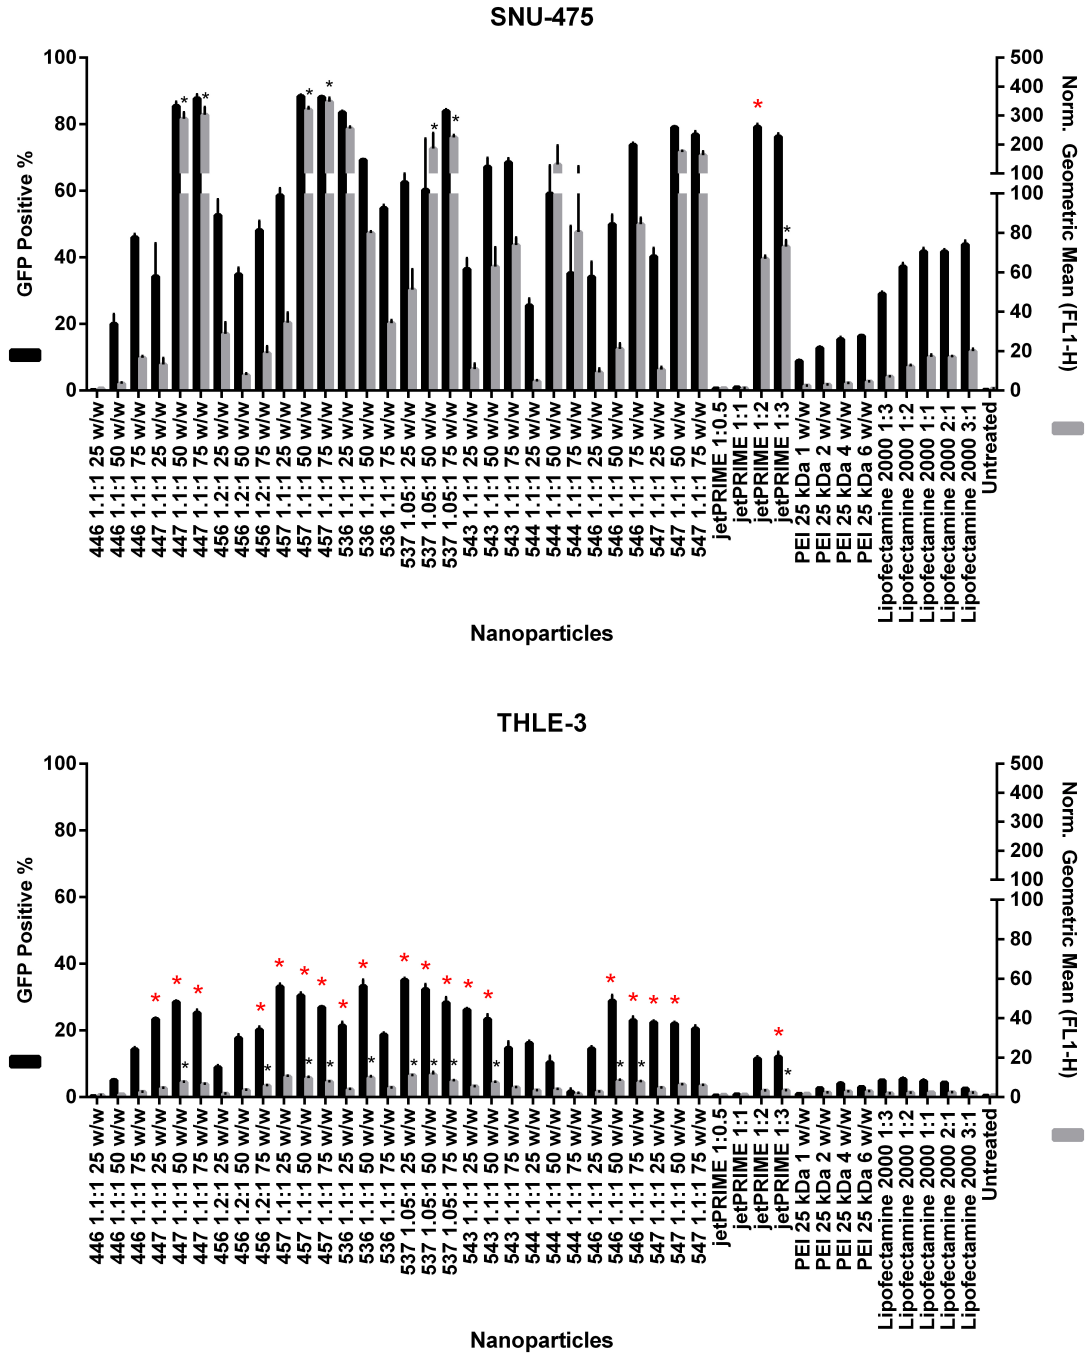 SNU-475
100
80
60
40
20
0
GFP Positive %
500
400
300
200
100
100
80
60
40
20
0
Norm. Geometric Mean (FL1-H)
* * * * * * * *
446 1.1:1 25 w/w
446 1.1:1 50 w/w
446 1.1:1 75 w/w
447 1.1:1 25 w/w
447 1.1:1 50 w/w
447 1.1:1 75 w/w
456 1.2:1 25 w/w
456 1.2:1 50 w/w
456 1.2:1 75 w/w
457 1.1:1 25 w/w
457 1.1:1 50 w/w
457 1.1:1 75 w/w
536 1.1:1 25 w/w
536 1.1:1 50 w/w
536 1.1:1 75 w/w
537 1.05:1 25 w/w
537 1.05:1 50 w/w
537 1.05:1 75 w/w
543 1.1:1 25 w/w
543 1.1:1 50 w/w
543 1.1:1 75 w/w
544 1.1:1 25 w/w
544 1.1:1 50 w/w
544 1.1:1 75 w/w
546 1.1:1 25 w/w
546 1.1:1 50 w/w
546 1.1:1 75 w/w
547 1.1:1 25 w/w
547 1.1:1 50 w/w
547 1.1:1 75 w/w
jetPRIME 1:0.5
jetPRIME 1:1
jetPRIME 1:2
jetPRIME 1:3
PEI 25 kDa 1 w/w
PEI 25 kDa 2 w/w
PEI 25 kDa 4 w/w
PEI 25 kDa 6 w/w
Lipofectamine 2000 1:3
Lipofectamine 2000 1:2
Lipofectamine 2000 1:1
Lipofectamine 2000 2:1
Lipofectamine 2000 3:1
Untreated
Nanoparticles
THLE-3
100
80
60
40
20
0
GFP Positive %
500
400
300
200
100
100
80
60
40
20
0
Norm. Geometric Mean (FL1-H)
446 1.1:1 25 w/w
446 1.1:1 50 w/w
446 1.1:1 75 w/w
447 1.1:1 25 w/w
447 1.1:1 50 w/w
447 1.1:1 75 w/w
456 1.2:1 25 w/w
456 1.2:1 50 w/w
456 1.2:1 75 w/w
457 1.1:1 25 w/w
457 1.1:1 50 w/w
457 1.1:1 75 w/w
536 1.1:1 25 w/w
536 1.1:1 50 w/w
536 1.1:1 75 w/w
537 1.05:1 25 w/w
537 1.05:1 50 w/w
537 1.05:1 75 w/w
543 1.1:1 25 w/w
543 1.1:1 50 w/w
543 1.1:1 75 w/w
544 1.1:1 25 w/w
544 1.1:1 50 w/w
544 1.1:1 75 w/w
546 1.1:1 25 w/w
546 1.1:1 50 w/w
546 1.1:1 75 w/w
547 1.1:1 25 w/w
547 1.1:1 50 w/w
547 1.1:1 75 w/w
jetPRIME 1:0.5
jetPRIME 1:1
jetPRIME 1:2
jetPRIME 1:3
PEI 25 kDa 1 w/w
PEI 25 kDa 2 w/w
PEI 25 kDa 4 w/w
PEI 25 kDa 6 w/w
Lipofectamine 2000 1:3
Lipofectamine 2000 1:2
Lipofectamine 2000 1:1
Lipofectamine 2000 2:1
Lipofectamine 2000 3:1
Untreated
Nanoparticles